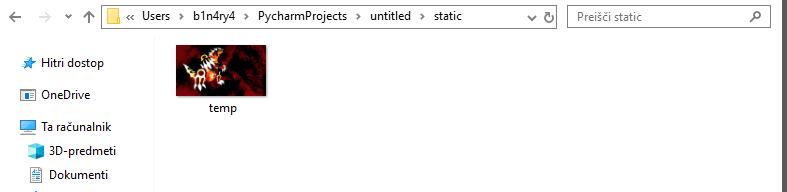 « Users > b1n4ry4 > PycharmProjects > untitled > static
Preišči static
Hitri dostop
OneDrive
Ta računalnik
3D-predmeti
Dokumenti
temp